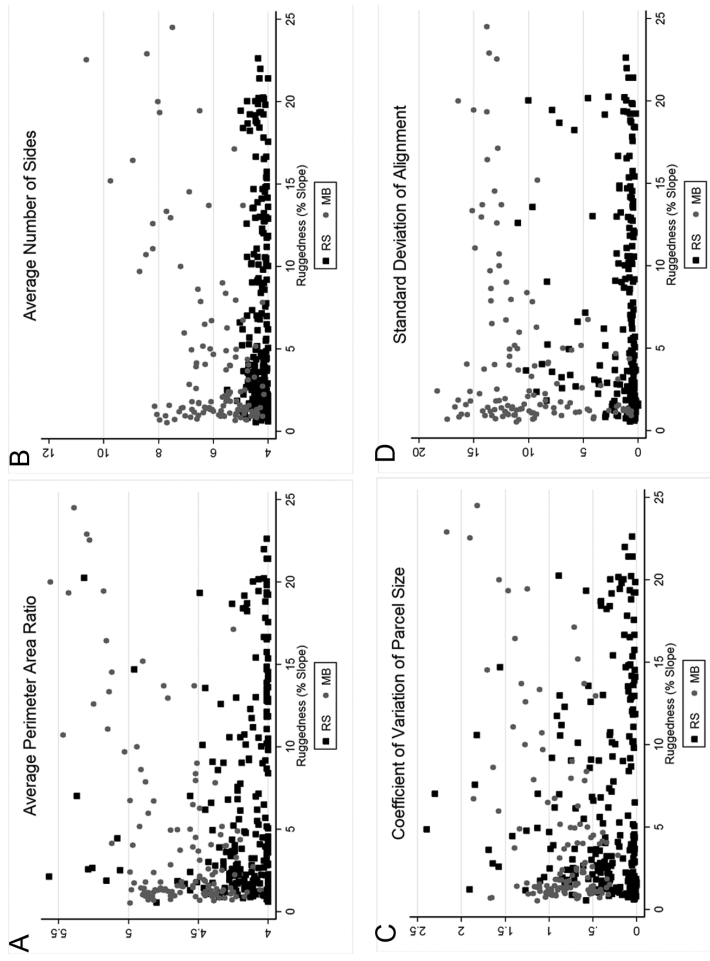 A
Average Perimeter Area Ratio
5.5
5
4.5
4
0 5 10 15 20 25
Ruggedness (% Slope)
RS MB
B
Average Number of Sides
12
10
8
6
4
0 5 10 15 20 25
Ruggedness (% Slope)
RS MB
C
Coefficient of Variation of Parcel Size
2.5
2
1.5
1
.5
0
0 5 10 15 20 25
Ruggedness (% Slope)
RS MB
D
Standard Deviation of Alignment
20
15
10
5
0
0 5 10 15 20 25
Ruggedness (% Slope)
RS MB